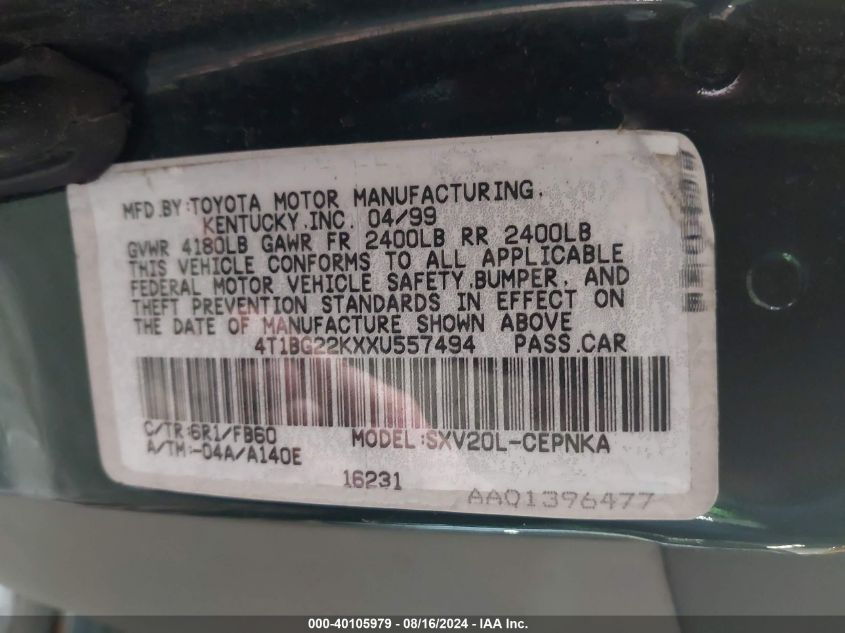 MFD.BY:TOYOTA MOTOR MANUFACTURING,
KENTUCKY,INC. 04/99
GVWR 4180LB GAWR FR 2400LB RR 2400LB
THIS VEHICLE CONFORMS TO ALL APPLICABLE
FEDERAL MOTOR VEHICLE SAFETY,BUMPER, AND
THEFT PREVENTION STANDARDS IN EFFECT ON
THE DATE OF MANUFACTURE SHOWN ABOVE
4T1BG22KXXU557494 PASS.CAR
C/TR:6R1/FB60 MODEL:SXV20L-CEPNKA
A/TM:-04A/A140E
16231
AA01396477
000-40105979 - 08/16/2024 - IAA Inc.